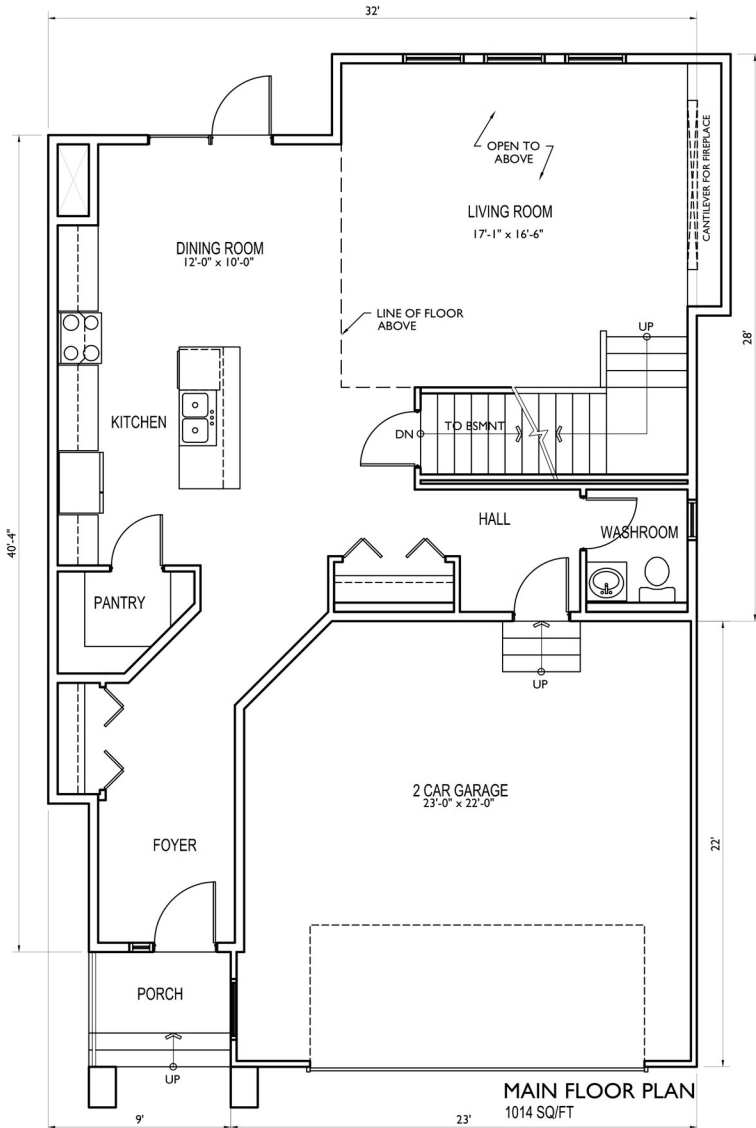 32'
OPEN TO
ABOVE
CANTILEVER FOR FIREPLACE
LIVING ROOM
17'-1" x 16'-6"
DINING ROOM
12'-0" x 10'-0"
LINE OF FLOOR
ABOVE
UP
28'
KITCHEN
DN
TO BSMNT
HALL
WASHROOM
40'-4"
PANTRY
UP
2 CAR GARAGE
23'-0" x 22'-0"
22'
FOYER
PORCH
UP
MAIN FLOOR PLAN
1014 SQ/FT
9'
23'